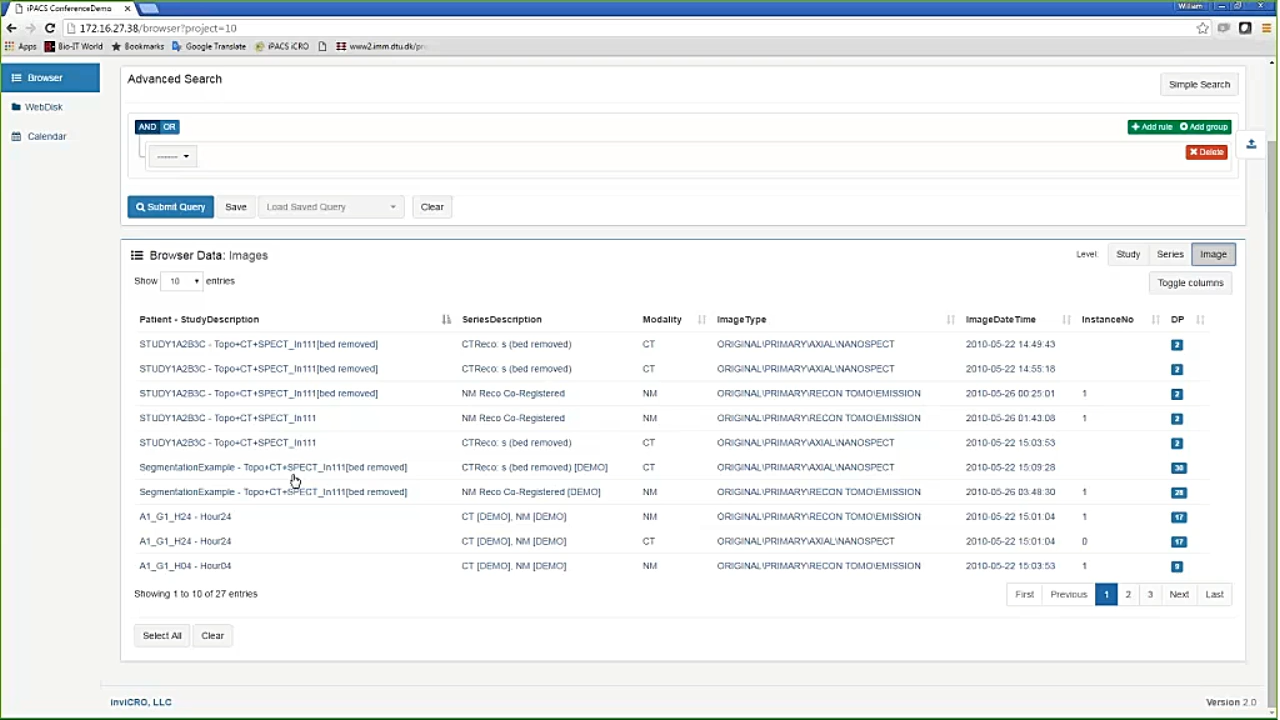 iPACS ConferenceDemo
William
172.16.27.38/browser?project=10
Apps Bio-IT World Bookmarks Google Translate iPACS iCRO www2.imm.dtu.dk/pr
Browser
WebDisk
Calendar
Advanced Search
Simple Search
AND OR
Add rule Add group
------
Delete
Submit Query Save Load Saved Query Clear
Browser Data: Images
Level: Study Series Image
Show 10 entries
Toggle columns
Patient - StudyDescription SeriesDescription Modality ImageType ImageDateTime InstanceNo DP
STUDY1A2B3C - Topo+CT+SPECT_In111[bed removed] CTReco: s (bed removed) CT ORIGINAL\PRIMARY\AXIAL\NANOSPECT 2010-05-22 14:49:43 2
STUDY1A2B3C - Topo+CT+SPECT_In111[bed removed] CTReco: s (bed removed) CT ORIGINAL\PRIMARY\AXIAL\NANOSPECT 2010-05-22 14:55:18 2
STUDY1A2B3C - Topo+CT+SPECT_In111[bed removed] NM Reco Co-Registered NM ORIGINAL\PRIMARY\RECON TOMO\EMISSION 2010-05-26 00:25:01 1 2
STUDY1A2B3C - Topo+CT+SPECT_In111 NM Reco Co-Registered NM ORIGINAL\PRIMARY\RECON TOMO\EMISSION 2010-05-26 01:43:08 1 2
STUDY1A2B3C - Topo+CT+SPECT_In111 CTReco: s (bed removed) CT ORIGINAL\PRIMARY\AXIAL\NANOSPECT 2010-05-22 15:03:53 2
SegmentationExample - Topo+CT+SPECT_In111[bed removed] CTReco: s (bed removed) [DEMO] CT ORIGINAL\PRIMARY\AXIAL\NANOSPECT 2010-05-22 15:09:28 30
SegmentationExample - Topo+CT+SPECT_In111[bed removed] NM Reco Co-Registered [DEMO] NM ORIGINAL\PRIMARY\RECON TOMO\EMISSION 2010-05-26 03:48:30 1 28
A1_G1_H24 - Hour24 CT [DEMO], NM [DEMO] NM ORIGINAL\PRIMARY\RECON TOMO\EMISSION 2010-05-22 15:01:04 1 17
A1_G1_H24 - Hour24 CT [DEMO], NM [DEMO] CT ORIGINAL\PRIMARY\AXIAL\NANOSPECT 2010-05-22 15:01:04 0 17
A1_G1_H04 - Hour04 CT [DEMO], NM [DEMO] NM ORIGINAL\PRIMARY\RECON TOMO\EMISSION 2010-05-22 15:03:53 1 9
Showing 1 to 10 of 27 entries
First Previous 1 2 3 Next Last
Select All Clear
inviCRO, LLC
Version 2.0